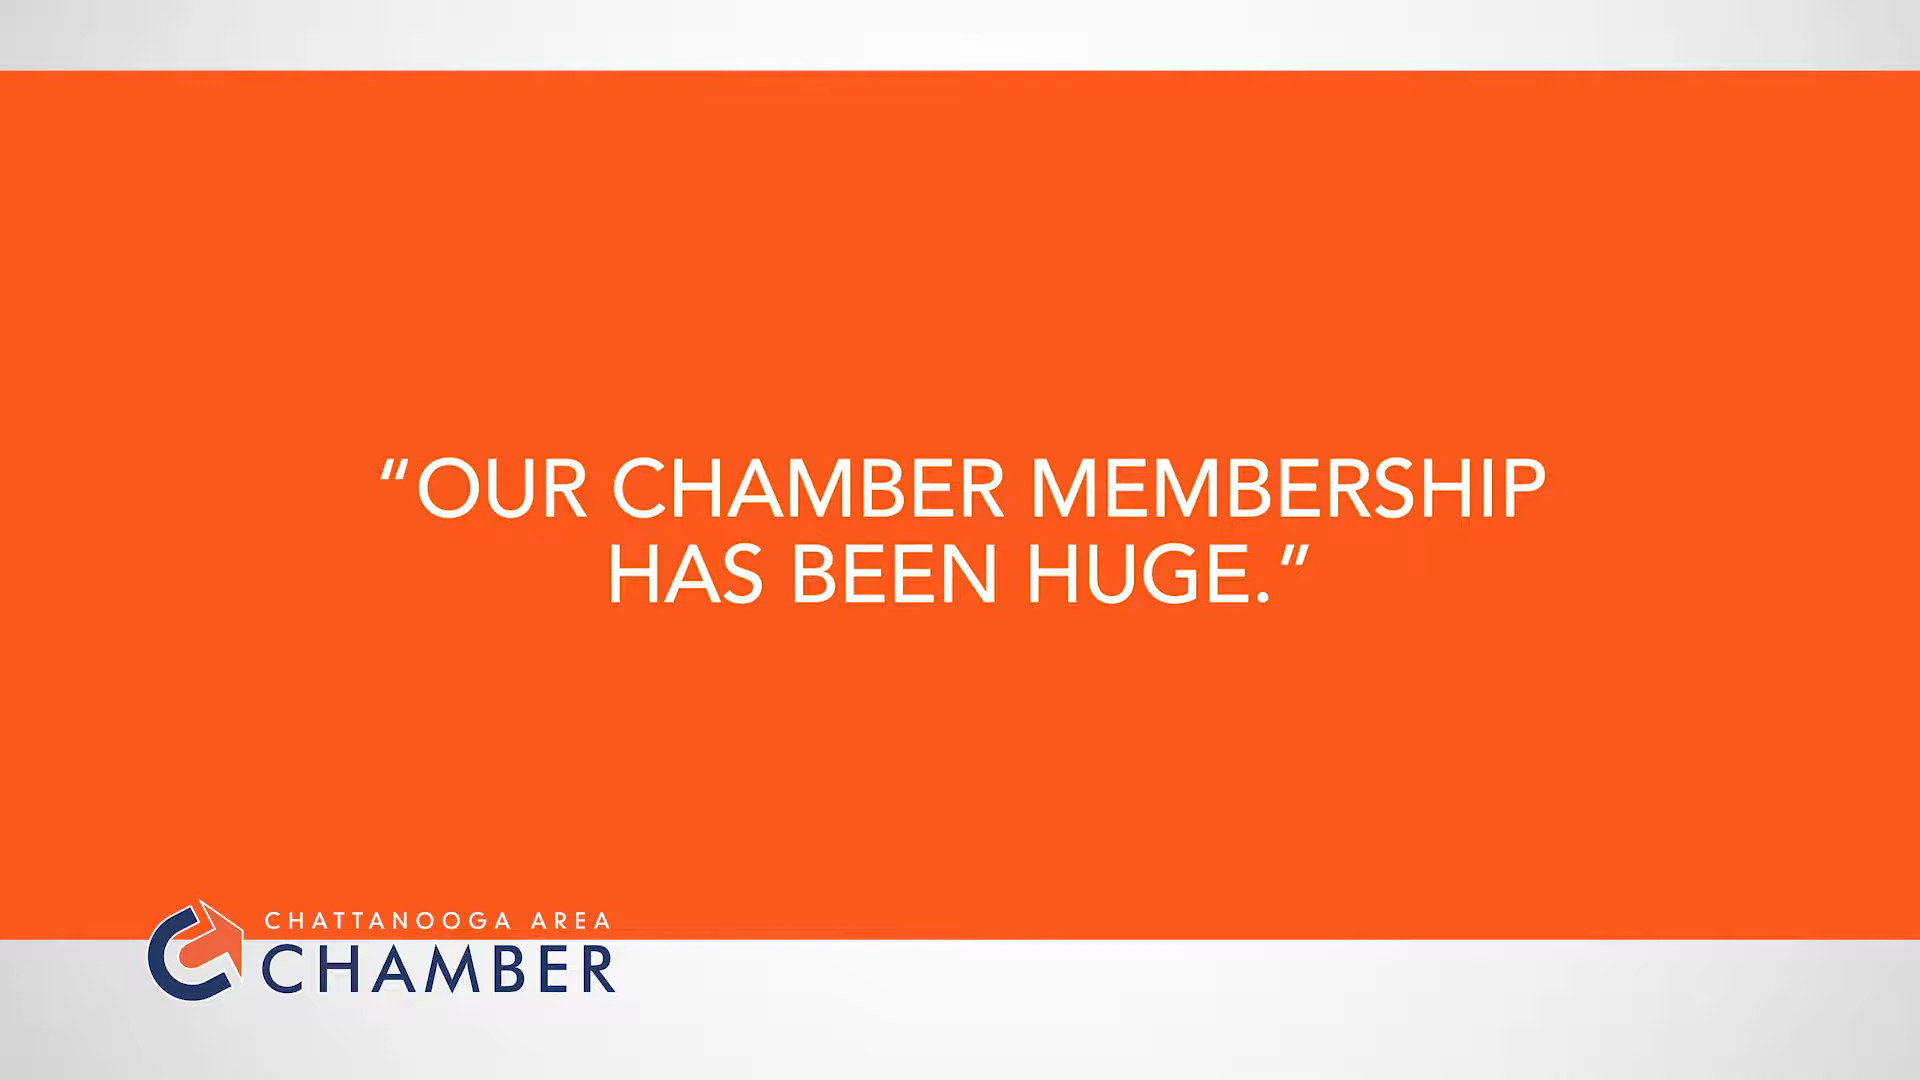 “OUR CHAMBER MEMBERSHIP
HAS BEEN HUGE.”
CHATTANOOGA AREA
CHAMBER